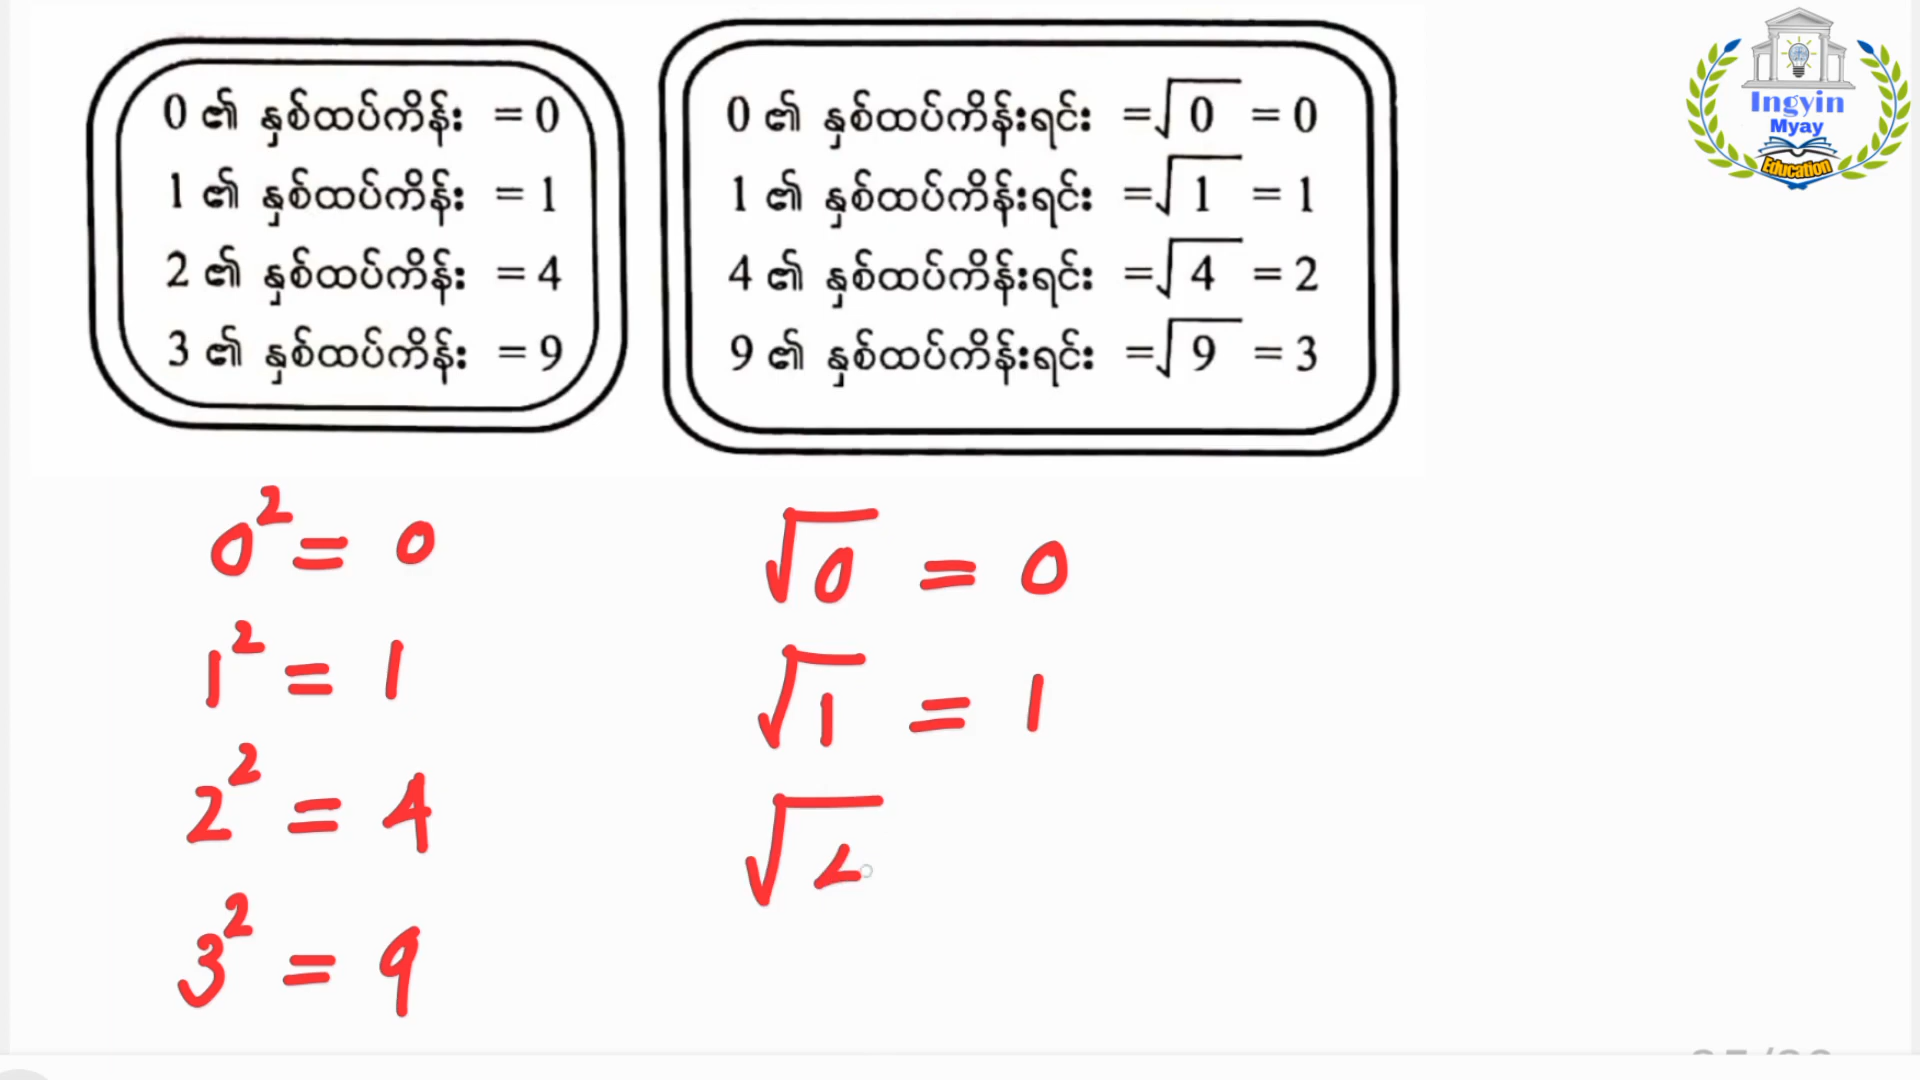 0 ၏ နှစ်ထပ်ကိန်း = 0
1 ၏ နှစ်ထပ်ကိန်း = 1
2 ၏ နှစ်ထပ်ကိန်း = 4
3 ၏ နှစ်ထပ်ကိန်း = 9
0 ၏ နှစ်ထပ်ကိန်းရင်း =√0 = 0
1 ၏ နှစ်ထပ်ကိန်းရင်း =√1 = 1
4 ၏ နှစ်ထပ်ကိန်းရင်း =√4 = 2
9 ၏ နှစ်ထပ်ကိန်းရင်း =√9 = 3
Ingyin
Myay
Education
0² = 0
1² = 1
2² = 4
3² = 9
√0 = 0
√1 = 1